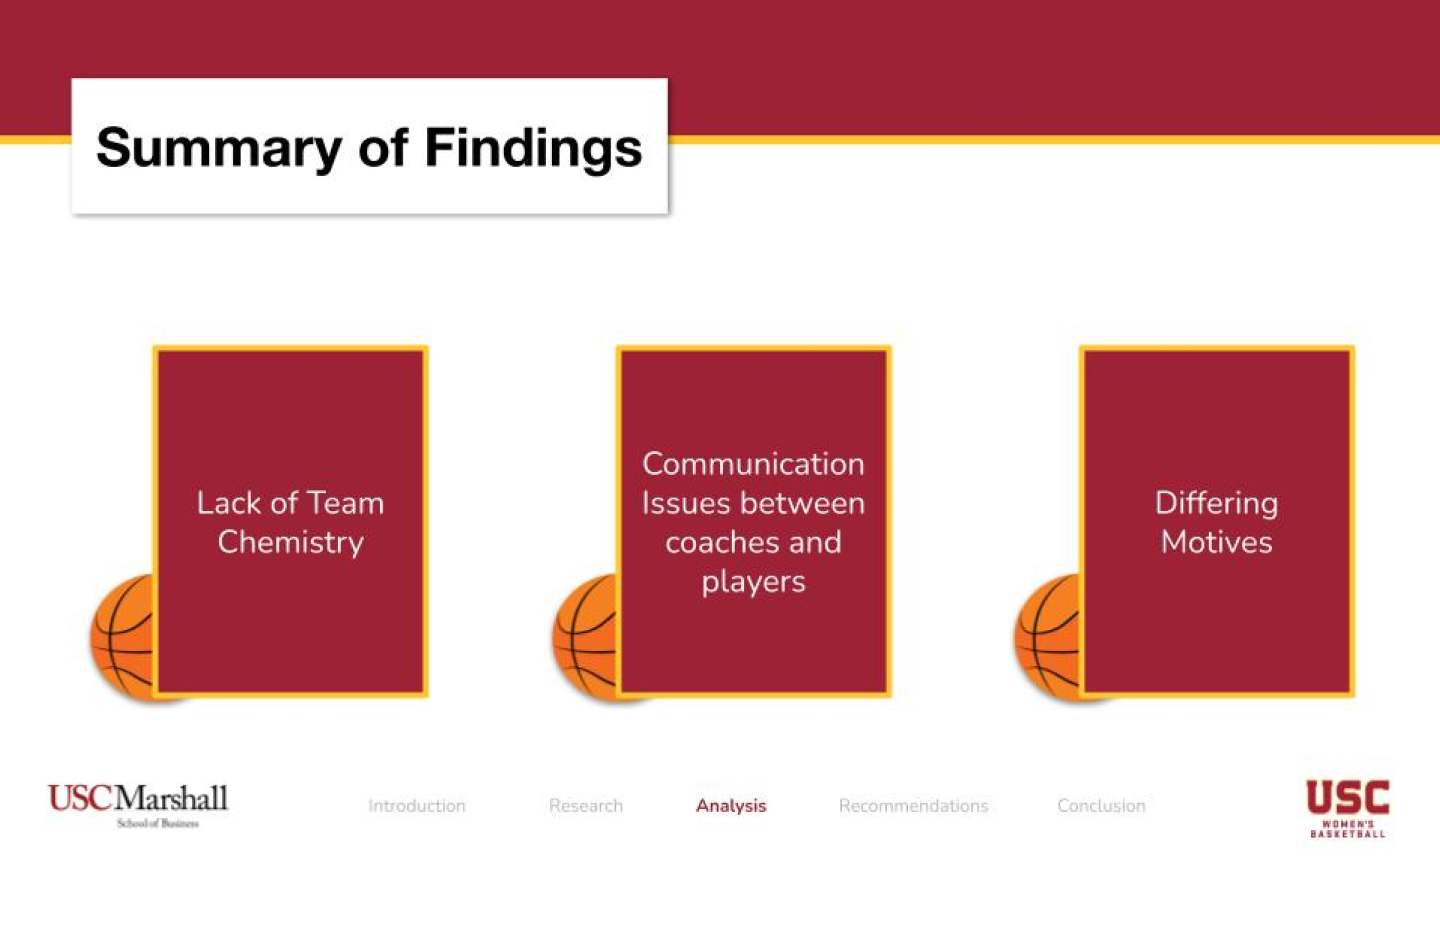 Summary of Findings
Lack of Team
Chemistry
Communication
Issues between
coaches and
players
Differing
Motives
USC Marshall
School of Business
Introduction
Research
Analysis
Recommendations
Conclusion
USC
WOMEN'S
BASKETBALL